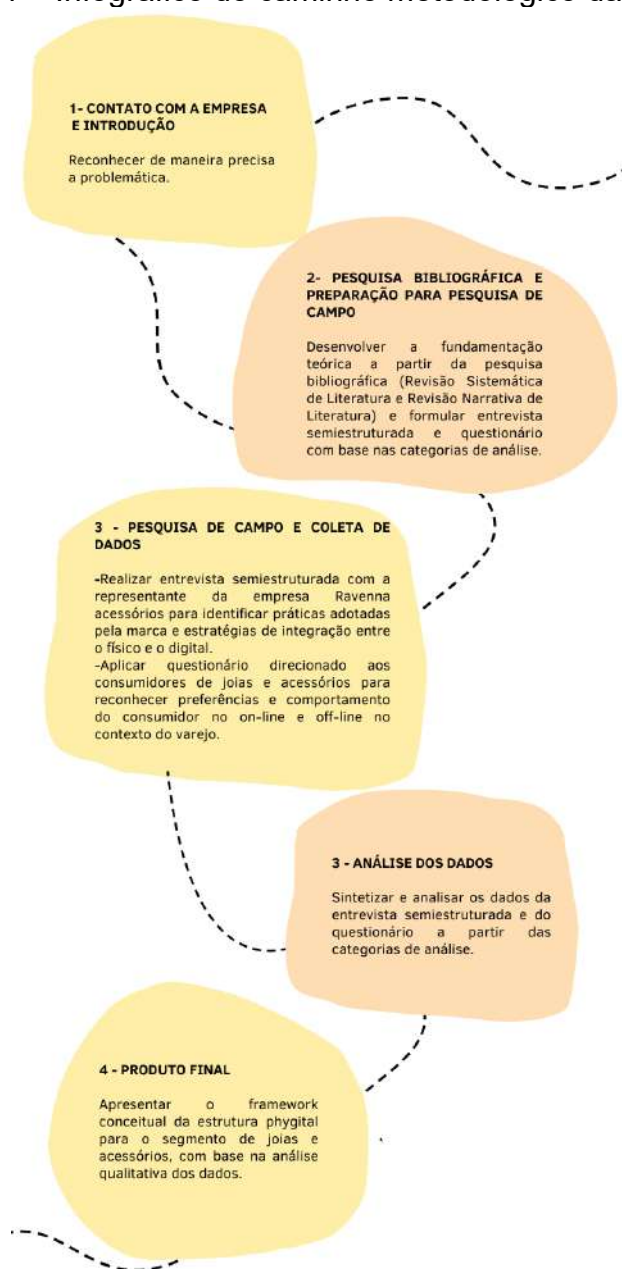 Infográfico do caminho metodológico da
1- CONTATO COM A EMPRESA
E INTRODUÇÃO
Reconhecer de maneira precisa
a problemática.
2- PESQUISA BIBLIOGRÁFICA E
PREPARAÇÃO PARA PESQUISA DE
CAMPO
Desenvolver a fundamentação
teórica a partir da pesquisa
bibliográfica (Revisão Sistemática
de Literatura e Revisão Narrativa de
Literatura) e formular entrevista
semiestruturada e questionário
com base nas categorias de análise.
3 - PESQUISA DE CAMPO E COLETA DE
DADOS
-Realizar entrevista semiestruturada com a
representante da empresa Ravenna
acessórios para identificar práticas adotadas
pela marca e estratégias de integração entre
o físico e o digital.
-Aplicar questionário direcionado aos
consumidores de joias e acessórios para
reconhecer preferências e comportamento
do consumidor no on-line e off-line no
contexto do varejo.
3 - ANÁLISE DOS DADOS
Sintetizar e analisar os dados da
entrevista semiestruturada e do
questionário a partir das
categorias de análise.
4 - PRODUTO FINAL
Apresentar o framework
conceitual da estrutura phygital
para o segmento de joias e
acessórios, com base na análise
qualitativa dos dados.